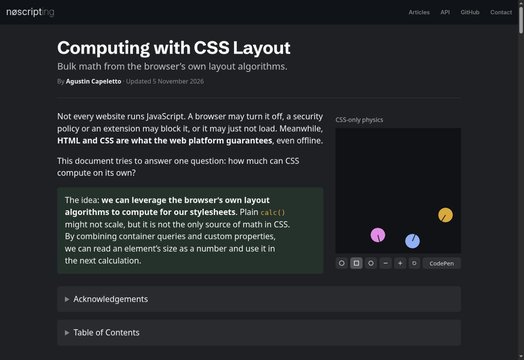 nøscripting
Articles API GitHub Contact
Computing with CSS Layout
Bulk math from the browser's own layout algorithms.
By Agustin Capeletto · Updated 5 November 2026
Not every website runs JavaScript. A browser may turn it off, a security
policy or an extension may block it, or it may just not load. Meanwhile,
HTML and CSS are what the web platform guarantees, even offline.
This document tries to answer one question: how much can CSS
compute on its own?
The idea: we can leverage the browser's own layout
algorithms to compute for our stylesheets. Plain calc()
might not scale, but it is not the only source of math in CSS.
By combining container queries and custom properties,
we can read an element's size as a number and use it in
the next calculation.
CSS-only physics
CodePen
Acknowledgements
Table of Contents